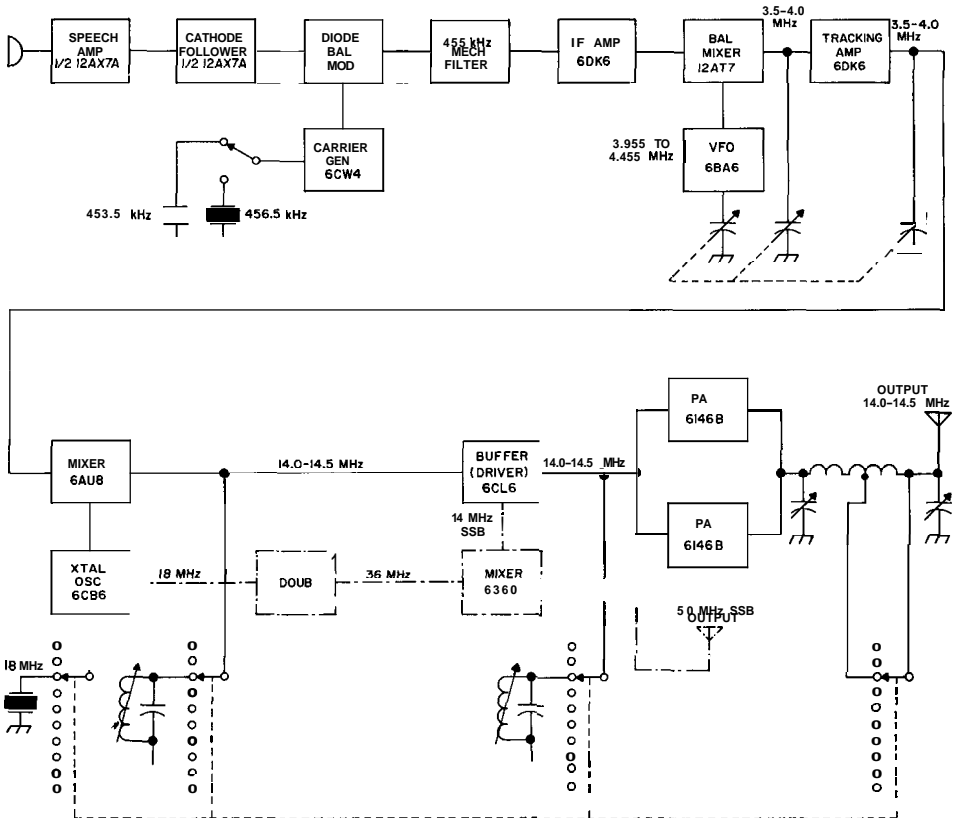 SPEECH
AMP
1/2 12AX7A
CATHODE
FOLLOWER
1/2 12AX7A
DIODE
BAL
MOD
455 kHz
MECH
FILTER
IF AMP
6DK6
BAL
MIXER
12AT7
3.5-4.0
MHz
TRACKING
AMP
6DK6
3.5-4.0
MHz
CARRIER
GEN
6CW4
3.955 TO
4.455 MHz
VFO
6BA6
453.5 kHz
456.5 kHz
PA
6146B
OUTPUT
14.0-14.5 MHz
MIXER
6AU8
14.0-14.5 MHz
BUFFER
(DRIVER)
6CL6
14.0-14.5 MHz
PA
6146B
14 MHz
SSB
XTAL
OSC
6CB6
18 MHz
DOUB
36 MHz
MIXER
6360
50 MHz SSB
OUTPUT
18 MHz